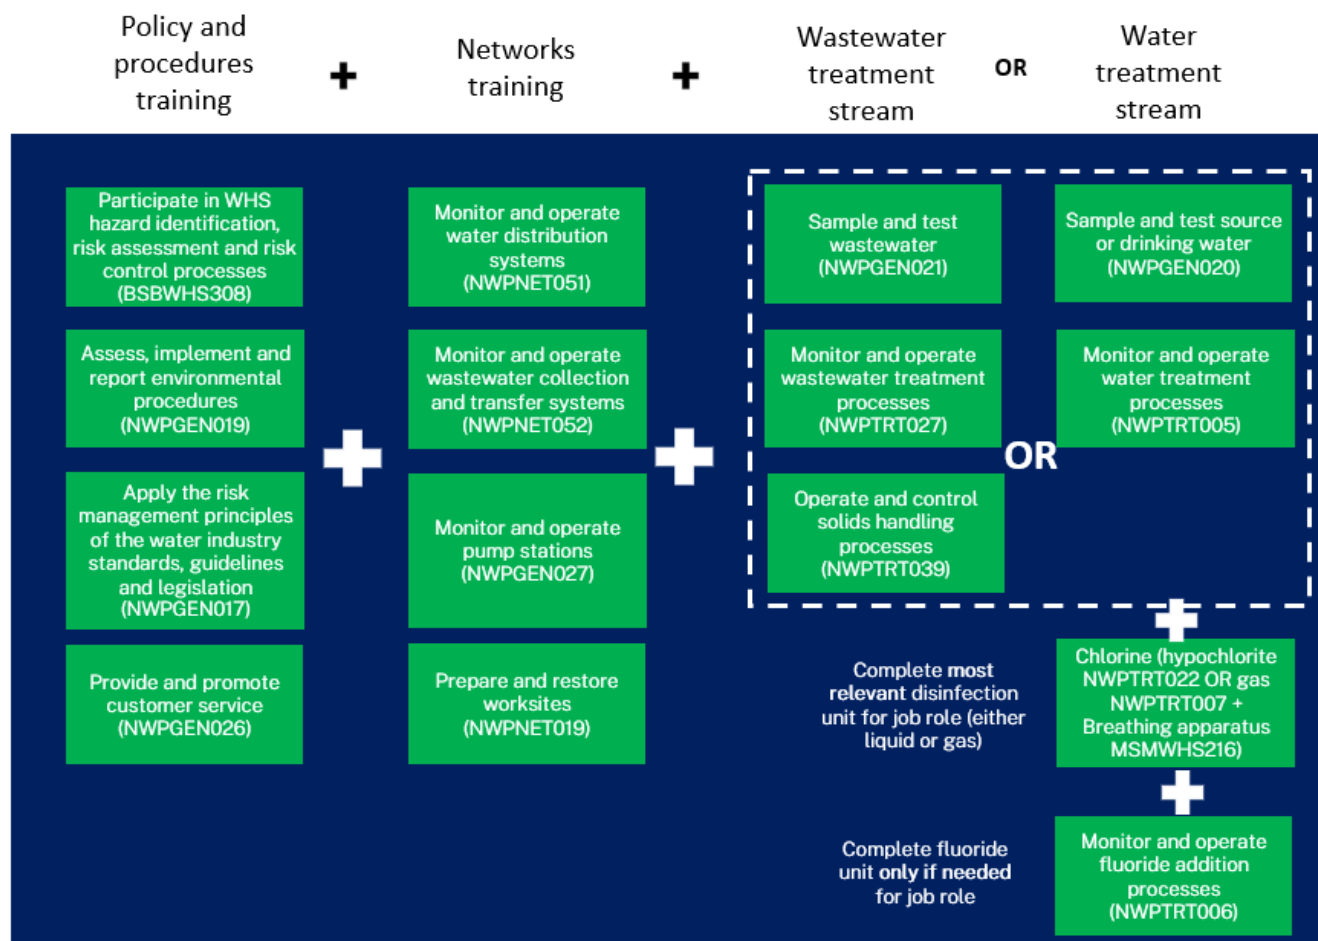 Policy and
procedures
training
+
Networks
training
+
Wastewater
treatment
stream
OR
Water
treatment
stream
Participate in WHS
hazard identification,
risk assessment and risk
control processes
(BSBWHS308)
Assess, implement and
report environmental
procedures
(NWPGEN019)
Apply the risk
management principles
of the water industry
standards, guidelines
and legislation
(NWPGEN017)
Provide and promote
customer service
(NWPGEN026)
+
Monitor and operate
water distribution
systems
(NWPNET051)
Monitor and operate
wastewater collection
and transfer systems
(NWPNET052)
Monitor and operate
pump stations
(NWPGEN027)
Prepare and restore
worksites
(NWPNET019)
+
Sample and test
wastewater
(NWPGEN021)
Monitor and operate
wastewater treatment
processes
(NWPTRT027)
Operate and control
solids handling
processes
(NWPTRT039)
OR
Sample and test source
or drinking water
(NWPGEN020)
Monitor and operate
water treatment
processes
(NWPTRT005)
+
Complete most
relevant disinfection
unit for job role (either
liquid or gas)
Chlorine (hypochlorite
NWPTRT022 OR gas
NWPTRT007 +
Breathing apparatus
MSMWHS216)
+
Complete fluoride
unit only if needed
for job role
Monitor and operate
fluoride addition
processes
(NWPTRT006)